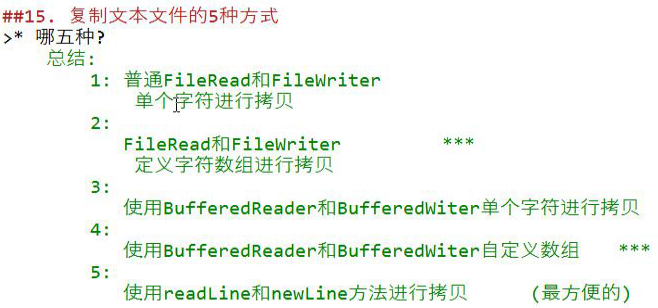 ##15. 复制文本文件的5种方式
>* 哪五种?
总结:
1: 普通FileRead和FileWriter
单个字符进行拷贝
2:
FileRead和FileWriter ***
定义字符数组进行拷贝
3:
使用BufferedReader和BufferedWiter单个字符进行拷贝
4:
使用BufferedReader和BufferedWiter自定义数组 ***
5:
使用readLine和newLine方法进行拷贝 (最方便的)